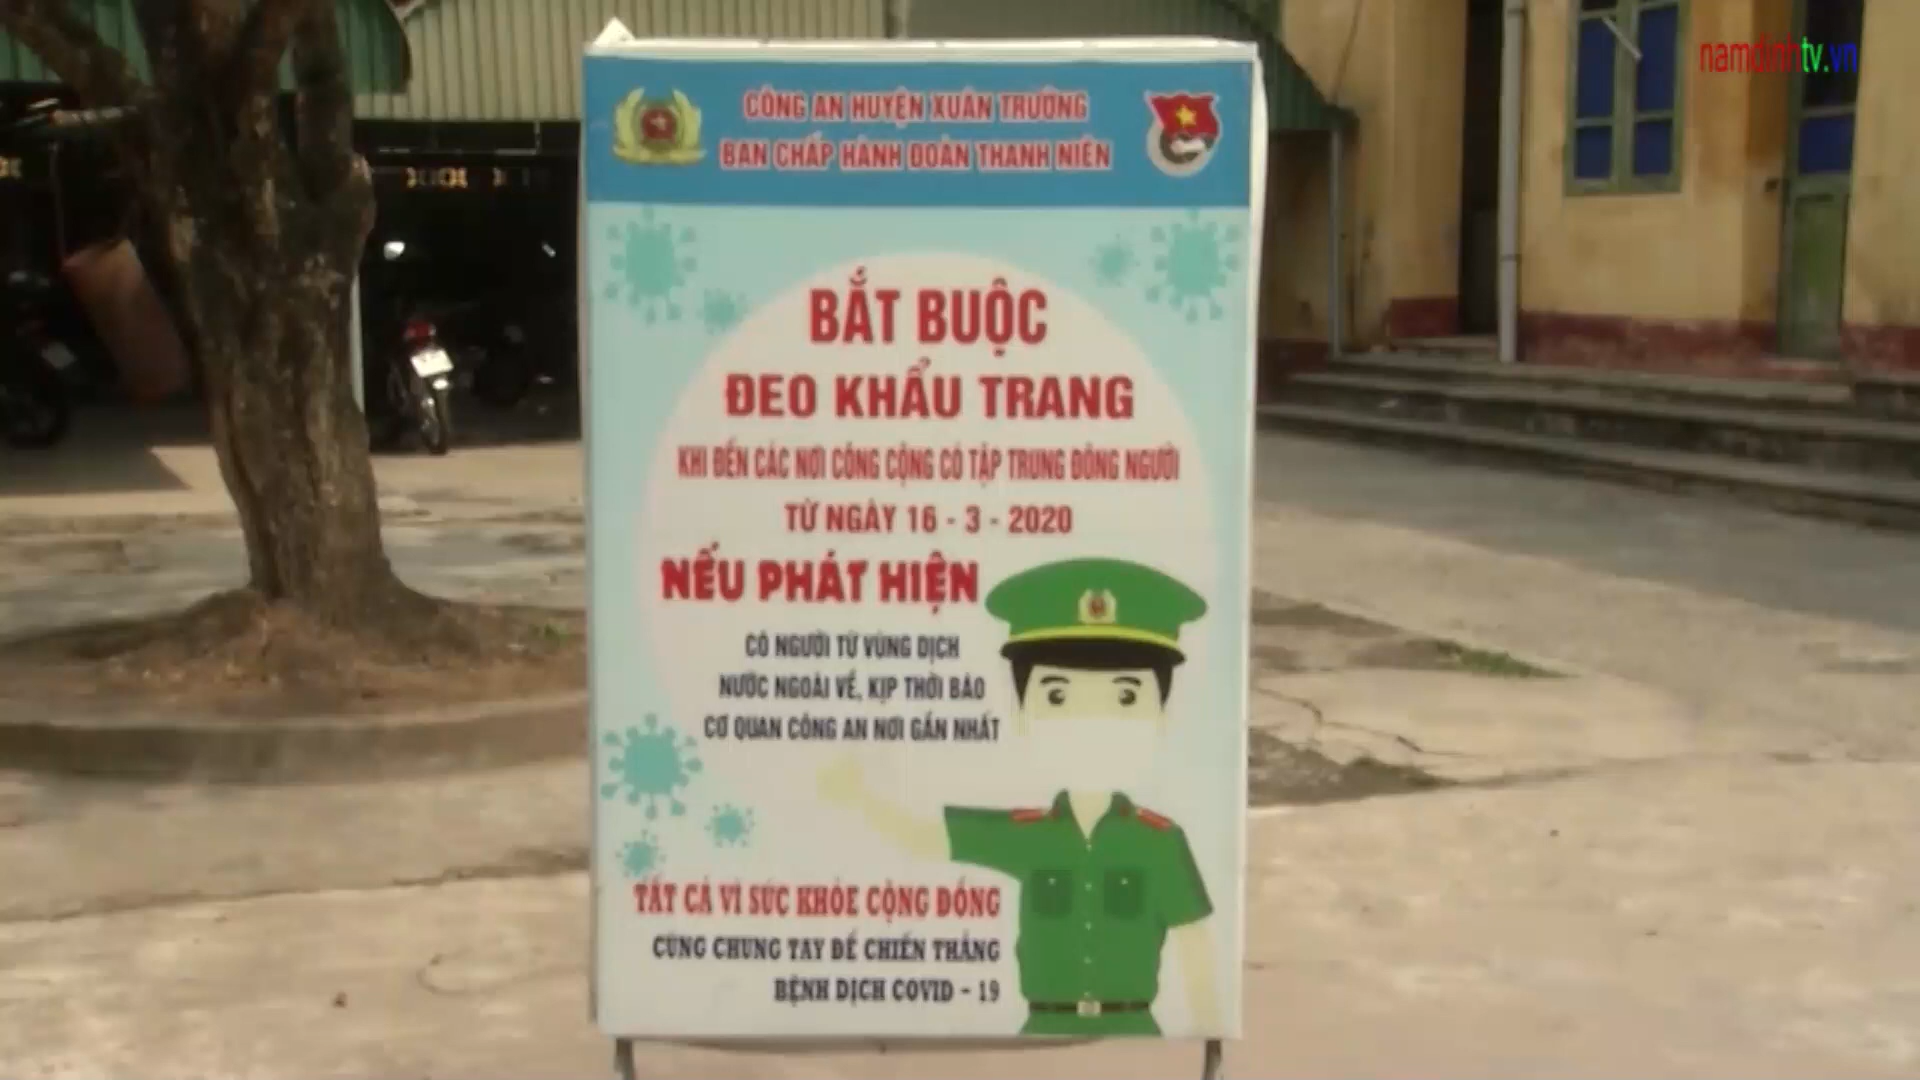 namdinhtv.vn
CÔNG AN HUYỆN XUÂN TRƯỜNG
BAN CHẤP HÀNH ĐOÀN THANH NIÊN
BẮT BUỘC
ĐEO KHẨU TRANG
KHI ĐẾN CÁC NƠI CÔNG CỘNG CÓ TẬP TRUNG ĐÔNG NGƯỜI
TỪ NGÀY 16 - 3 - 2020
NẾU PHÁT HIỆN
CÓ NGƯỜI TỪ VÙNG DỊCH
NƯỚC NGOÀI VỀ, KỊP THỜI BÁO
CƠ QUAN CÔNG AN NƠI GẦN NHẤT
TẤT CẢ VÌ SỨC KHỎE CỘNG ĐỒNG
CÙNG CHUNG TAY ĐỂ CHIẾN THẮNG
BỆNH DỊCH COVID - 19